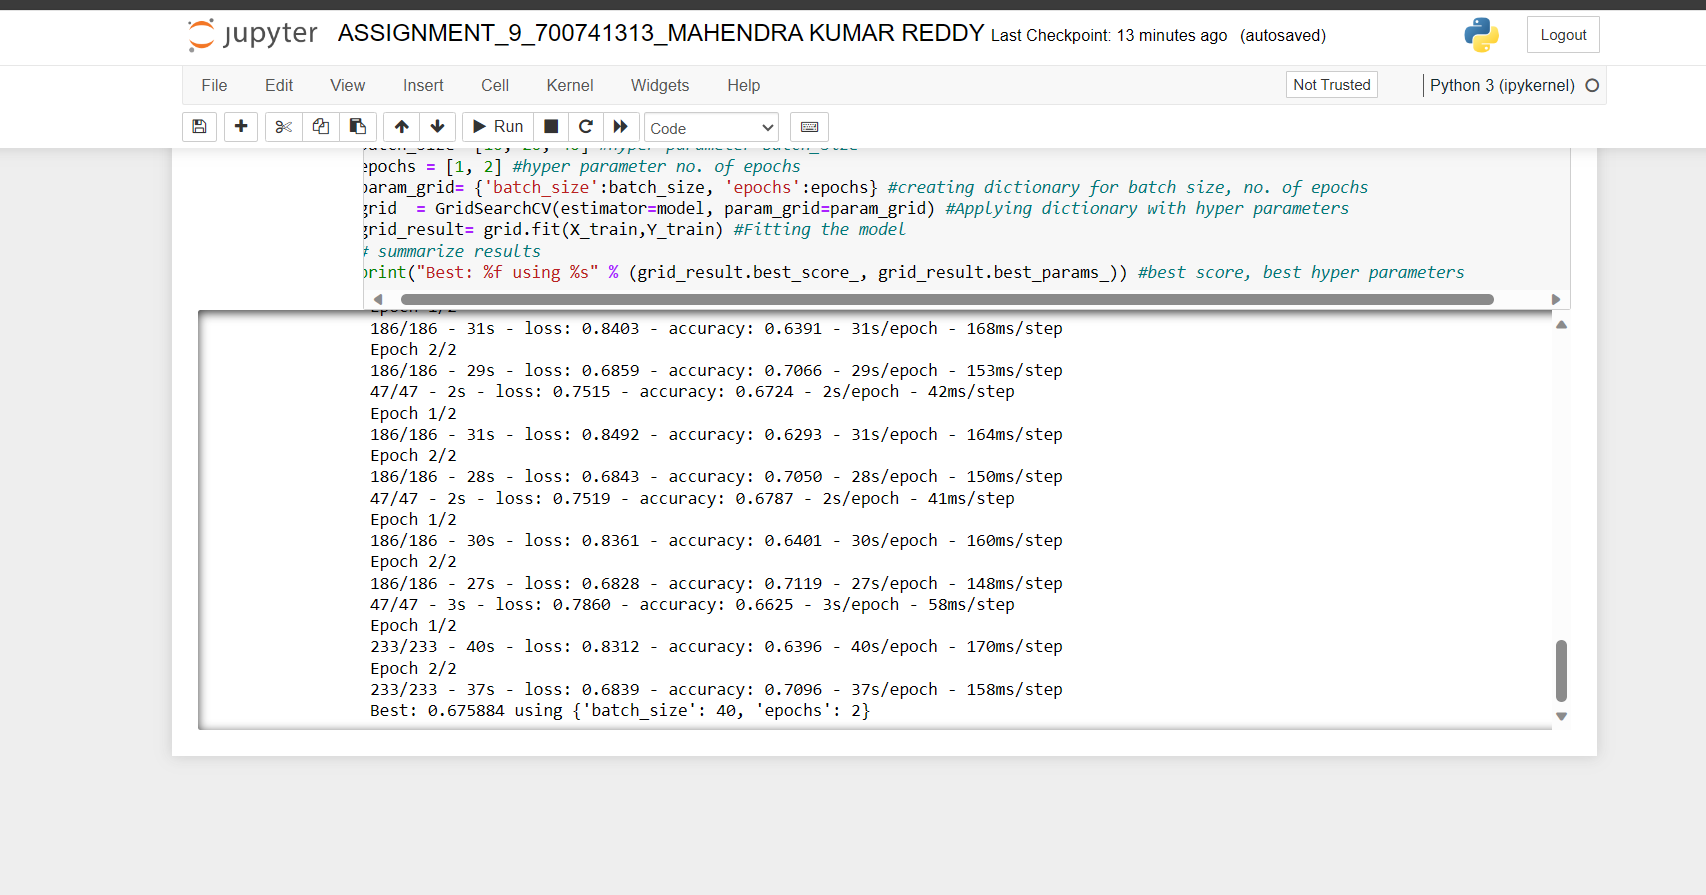 jupyter ASSIGNMENT_9_700741313_MAHENDRA KUMAR REDDY Last Checkpoint: 13 minutes ago (autosaved) Logout
File Edit View Insert Cell Kernel Widgets Help Not Trusted Python 3 (ipykernel)
Run Code
epochs = [1, 2] #hyper parameter no. of epochs
param_grid= {'batch_size':batch_size, 'epochs':epochs} #creating dictionary for batch size, no. of epochs
grid  = GridSearchCV(estimator=model, param_grid=param_grid) #Applying dictionary with hyper parameters
grid_result= grid.fit(X_train,Y_train) #Fitting the model
# summarize results
print("Best: %f using %s" % (grid_result.best_score_, grid_result.best_params_)) #best score, best hyper parameters
Epoch 1/2
186/186 - 31s - loss: 0.8403 - accuracy: 0.6391 - 31s/epoch - 168ms/step
Epoch 2/2
186/186 - 29s - loss: 0.6859 - accuracy: 0.7066 - 29s/epoch - 153ms/step
47/47 - 2s - loss: 0.7515 - accuracy: 0.6724 - 2s/epoch - 42ms/step
Epoch 1/2
186/186 - 31s - loss: 0.8492 - accuracy: 0.6293 - 31s/epoch - 164ms/step
Epoch 2/2
186/186 - 28s - loss: 0.6843 - accuracy: 0.7050 - 28s/epoch - 150ms/step
47/47 - 2s - loss: 0.7519 - accuracy: 0.6787 - 2s/epoch - 41ms/step
Epoch 1/2
186/186 - 30s - loss: 0.8361 - accuracy: 0.6401 - 30s/epoch - 160ms/step
Epoch 2/2
186/186 - 27s - loss: 0.6828 - accuracy: 0.7119 - 27s/epoch - 148ms/step
47/47 - 3s - loss: 0.7860 - accuracy: 0.6625 - 3s/epoch - 58ms/step
Epoch 1/2
233/233 - 40s - loss: 0.8312 - accuracy: 0.6396 - 40s/epoch - 170ms/step
Epoch 2/2
233/233 - 37s - loss: 0.6839 - accuracy: 0.7096 - 37s/epoch - 158ms/step
Best: 0.675884 using {'batch_size': 40, 'epochs': 2}